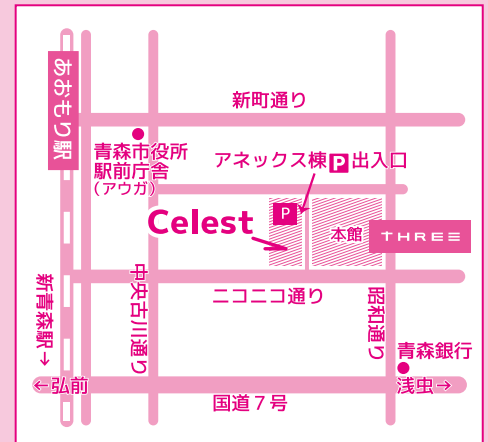 あおもり駅
新町通り
青森市役所
駅前庁舎
(アウガ)
アネックス棟P出入口
P
Celest
本館
THREE
ニコニコ通り
中央古川通り
昭和通り
新青森駅→
←弘前
国道7号
青森銀行
浅虫→